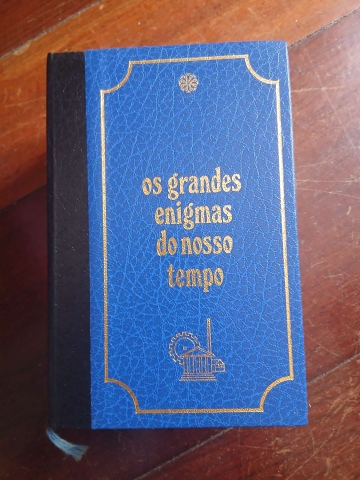 os grandes
enigmas
do nosso
tempo